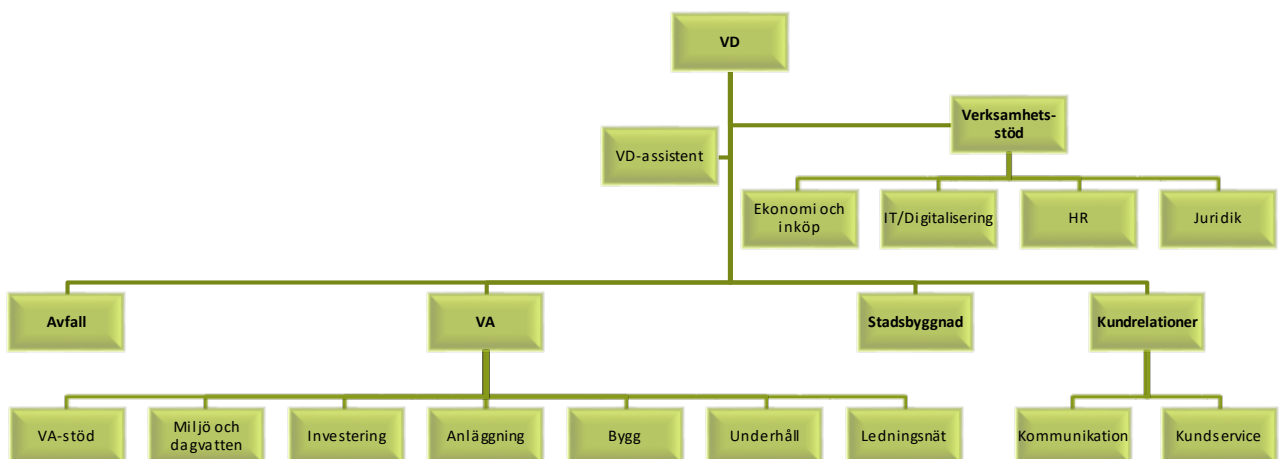 VD
Verksamhets-
stöd
VD-assistent
Ekonomi och
inköp
IT/Digitalisering
HR
Juridik
Avfall
VA
Stadsbyggnad
Kundrelationer
VA-stöd
Miljö och
dagvatten
Investering
Anläggning
Bygg
Underhåll
Ledningsnät
Kommunikation
Kundservice